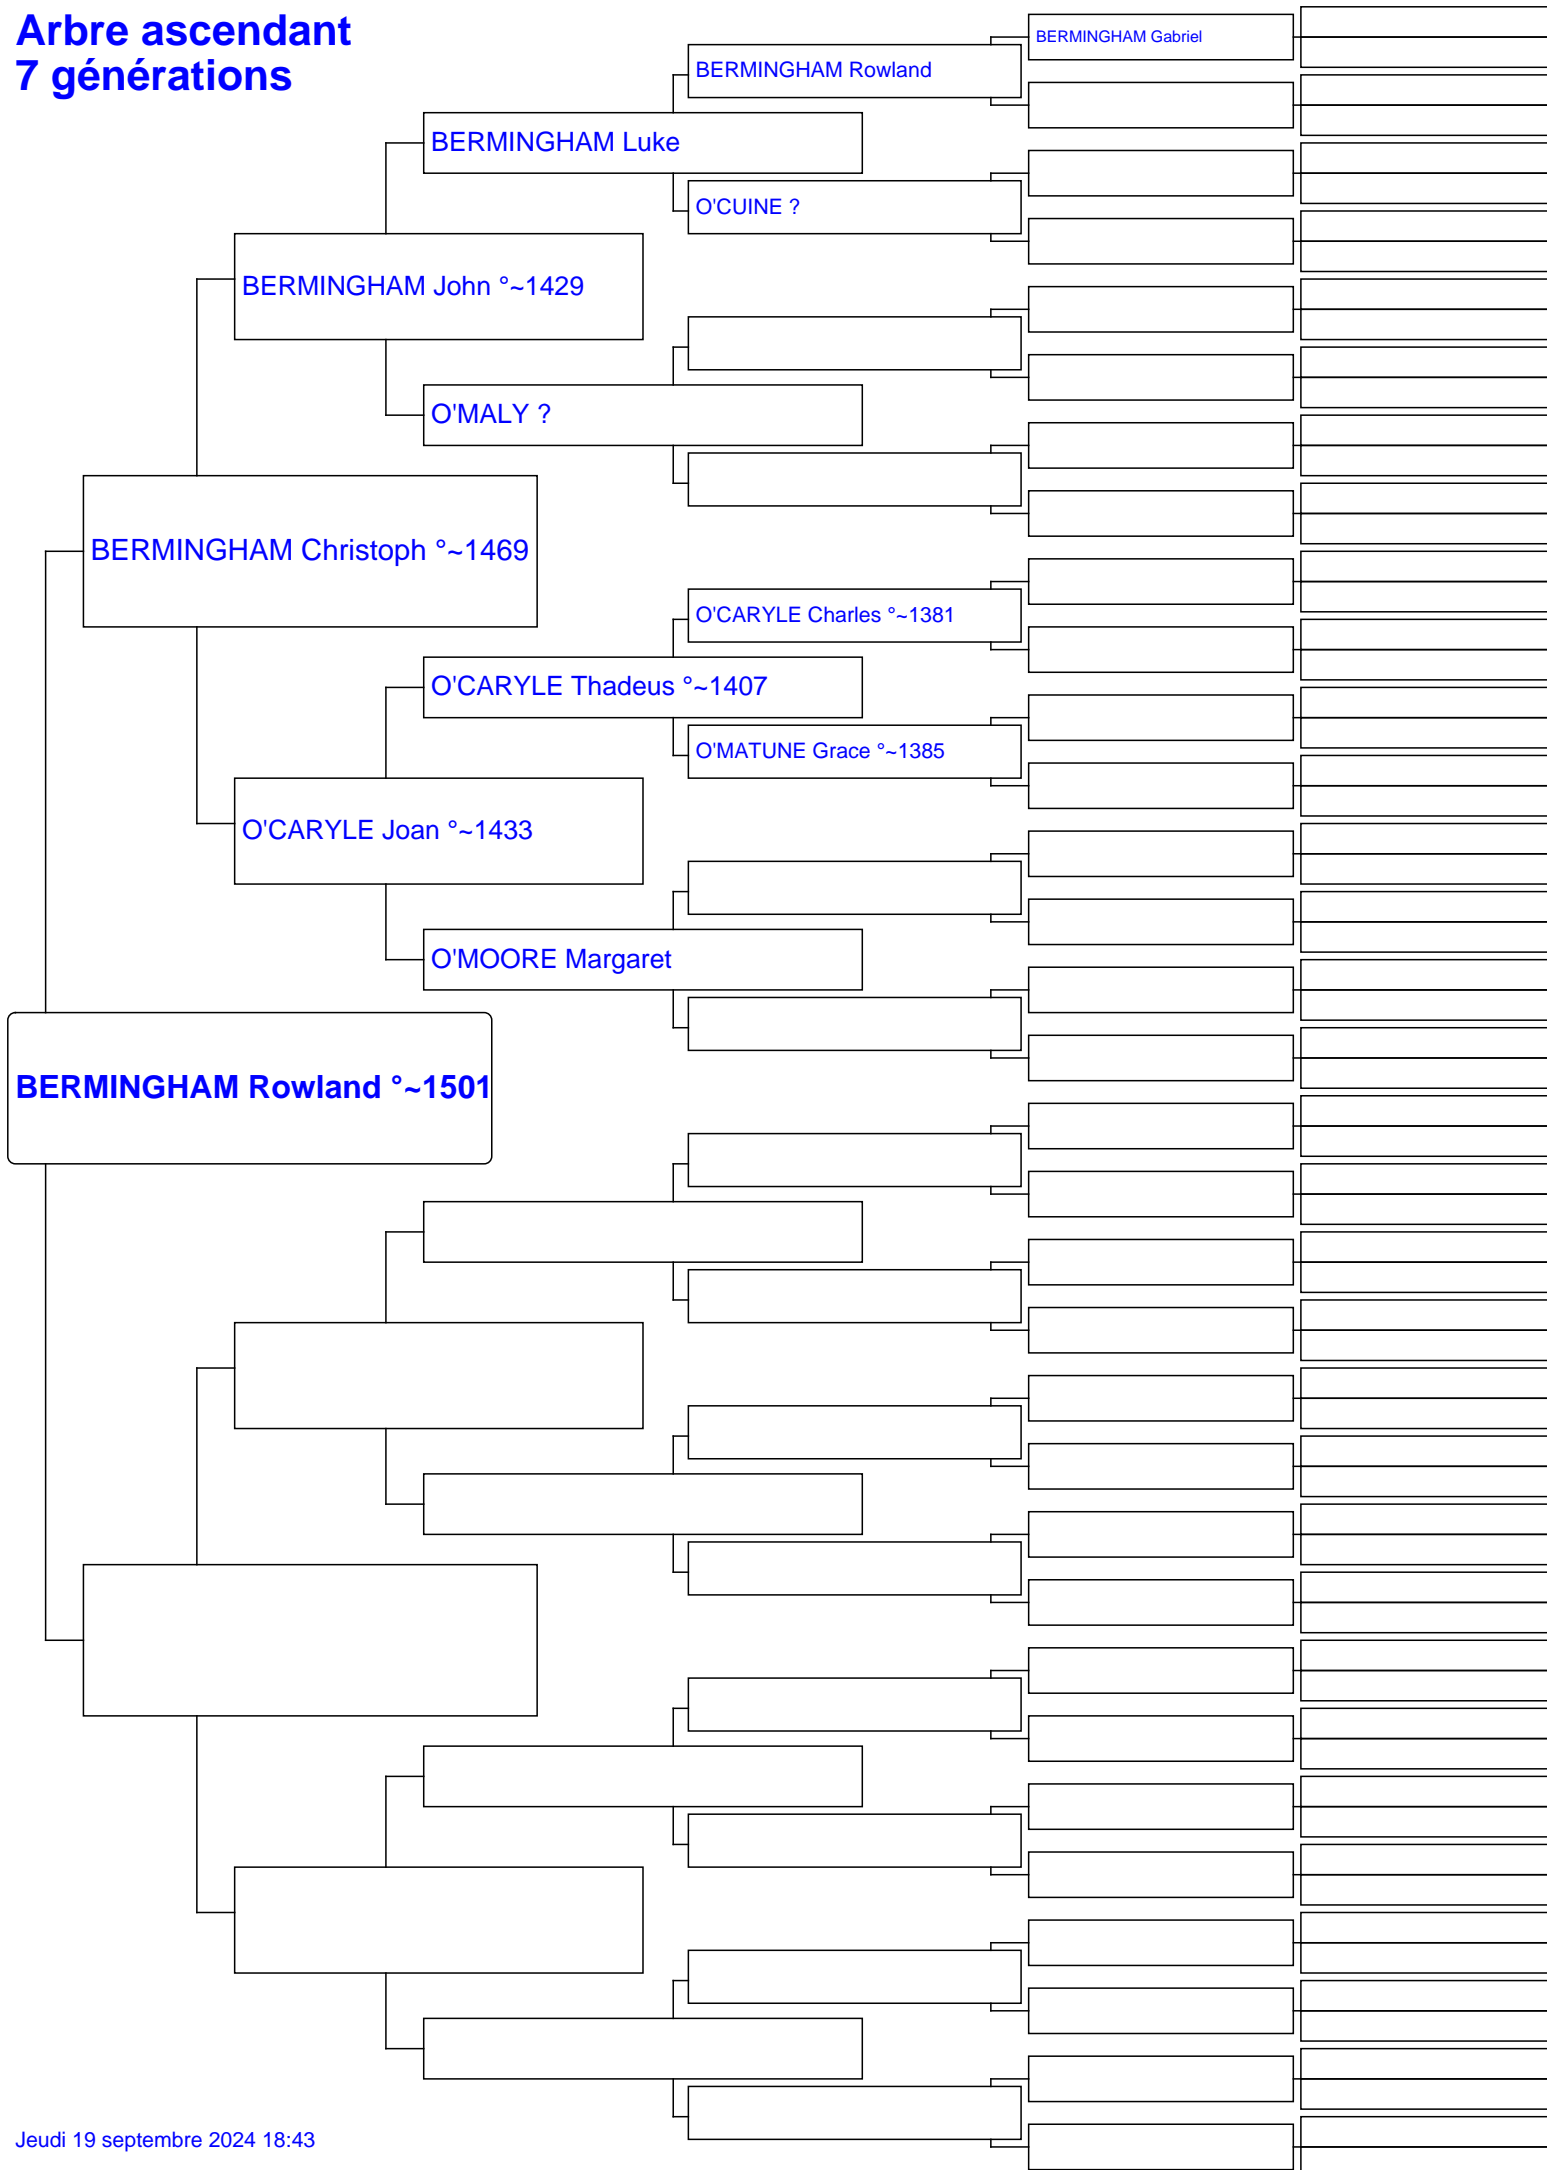 Arbre ascendant
7 générations
BERMINGHAM Gabriel
BERMINGHAM Rowland
BERMINGHAM Luke
O'CUINE ?
BERMINGHAM John °~1429
O'MALY ?
BERMINGHAM Christoph °~1469
O'CARYLE Charles °~1381
O'CARYLE Thadeus °~1407
O'MATUNE Grace °~1385
O'CARYLE Joan °~1433
O'MOORE Margaret
BERMINGHAM Rowland °~1501
Jeudi 19 septembre 2024 18:43